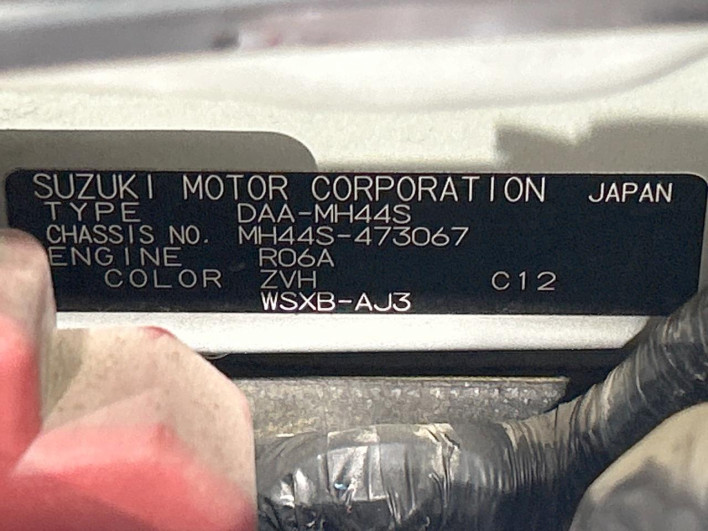 SUZUKI MOTOR CORPORATION JAPAN
TYPE DAA-MH44S
CHASSIS NO. MH44S-473067
ENGINE R06A
COLOR ZVH C12
WSXB-AJ3